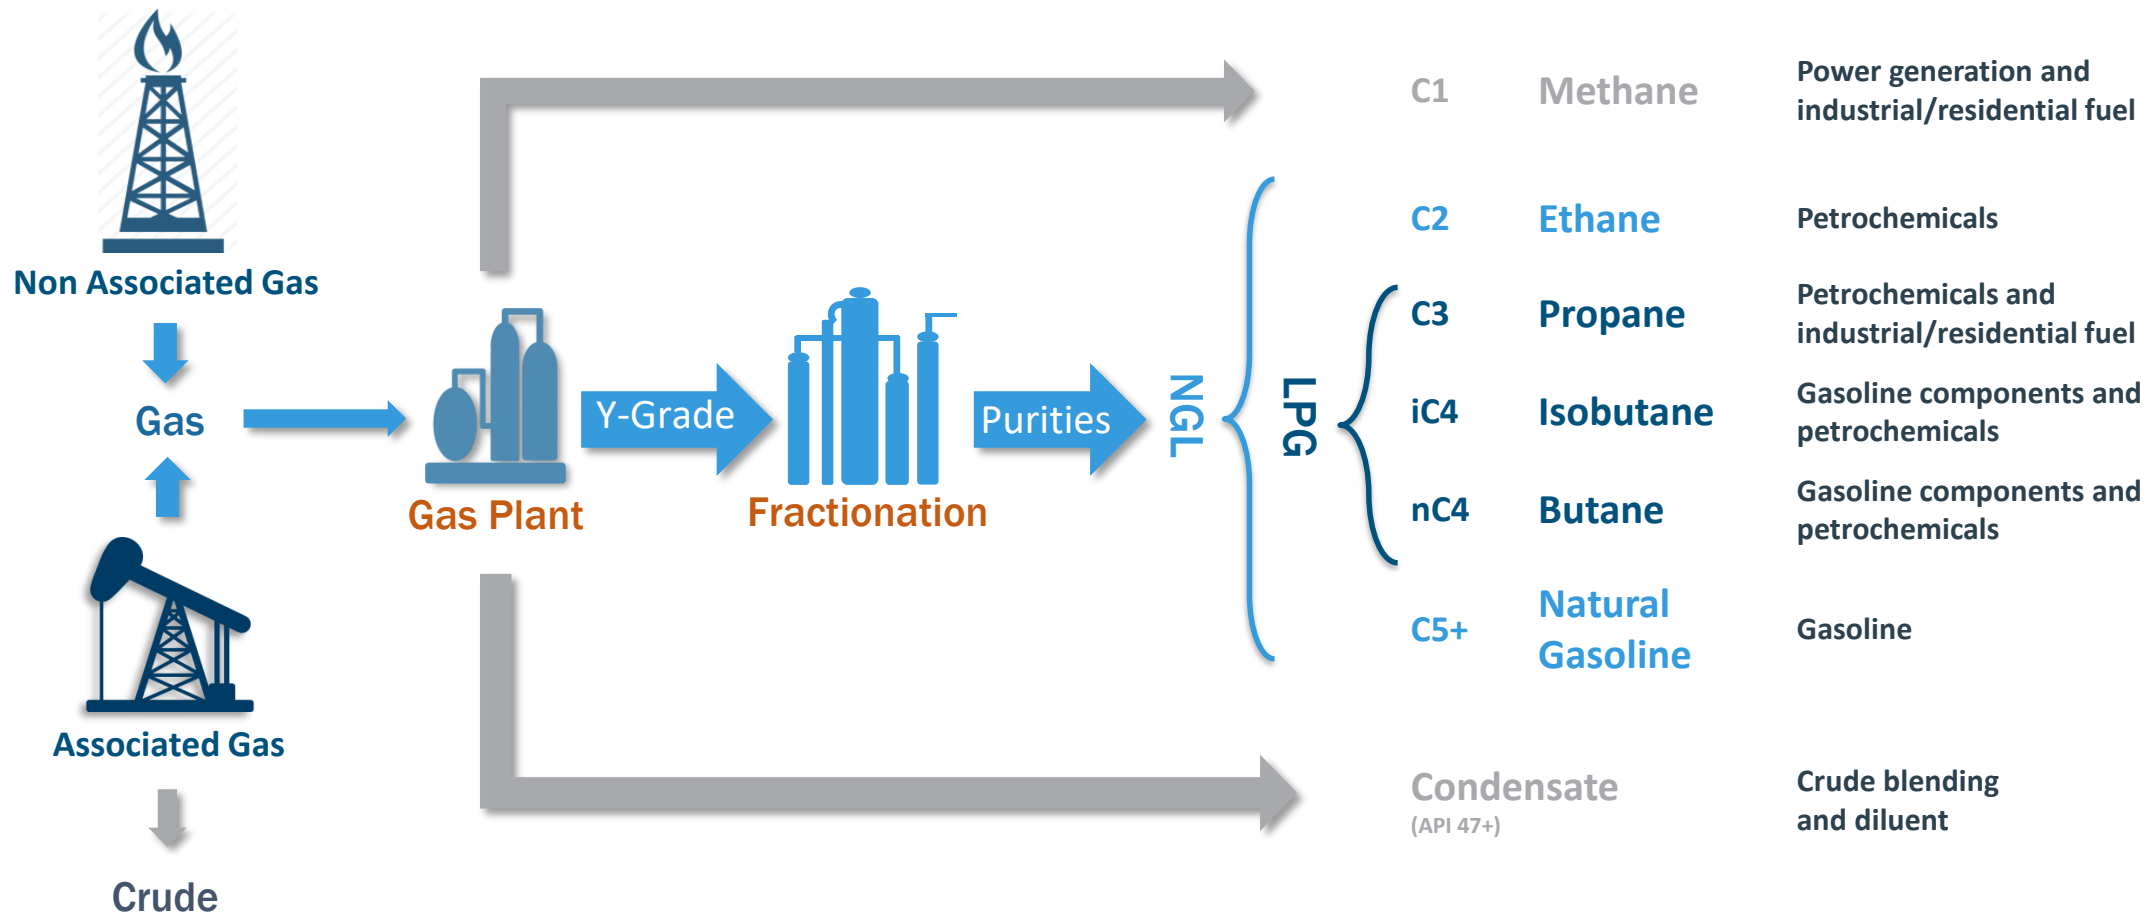 Non Associated Gas
Gas
Associated Gas
Crude
Gas Plant
Y-Grade
Fractionation
Purities
NGL
LPG
C1 Methane Power generation and
industrial/residential fuel
C2 Ethane Petrochemicals
C3 Propane Petrochemicals and
industrial/residential fuel
iC4 Isobutane Gasoline components and
petrochemicals
nC4 Butane Gasoline components and
petrochemicals
C5+ Natural
Gasoline
Gasoline
Condensate
(API 47+)
Crude blending
and diluent